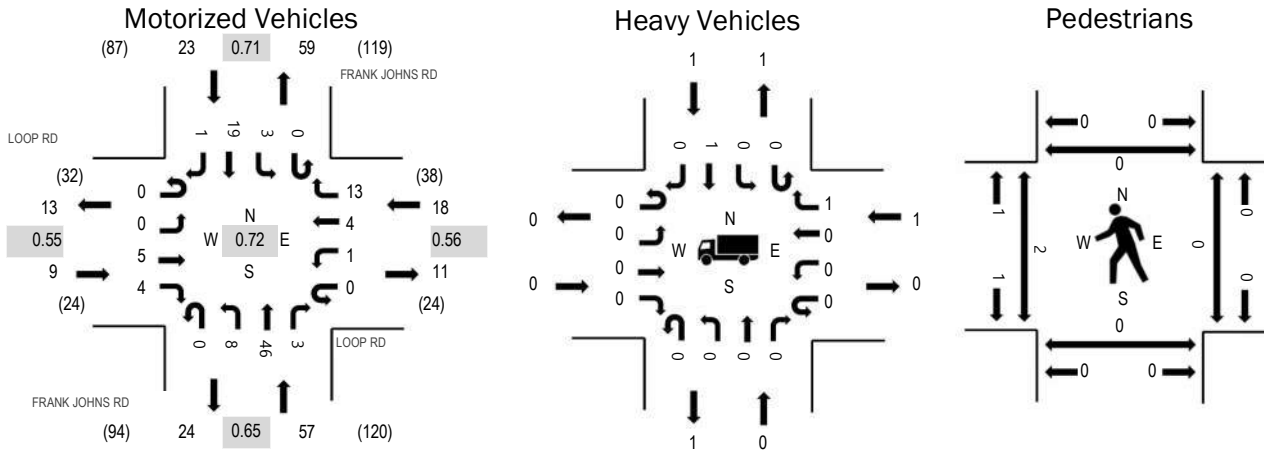 Motorized Vehicles
(87) 23 0.71 59 (119)
FRANK JOHNS RD
LOOP RD
1 19 3 0
(32) 0 13 (38)
13 0 4 18
0.55 N W 0.72 E S 0.56
9 5 1 11
(24) 4 0 (24)
0 8 46 3
LOOP RD
FRANK JOHNS RD
(94) 24 0.65 57 (120)
Heavy Vehicles
1 1
0 1 0 0
0 1
0 0 0 1
N
W E
S
0 0 0 0
0 0
0 0 0 0
1 0
Pedestrians
0 0
0
N
1 0
W E
2 0
1 0
S
0
0 0